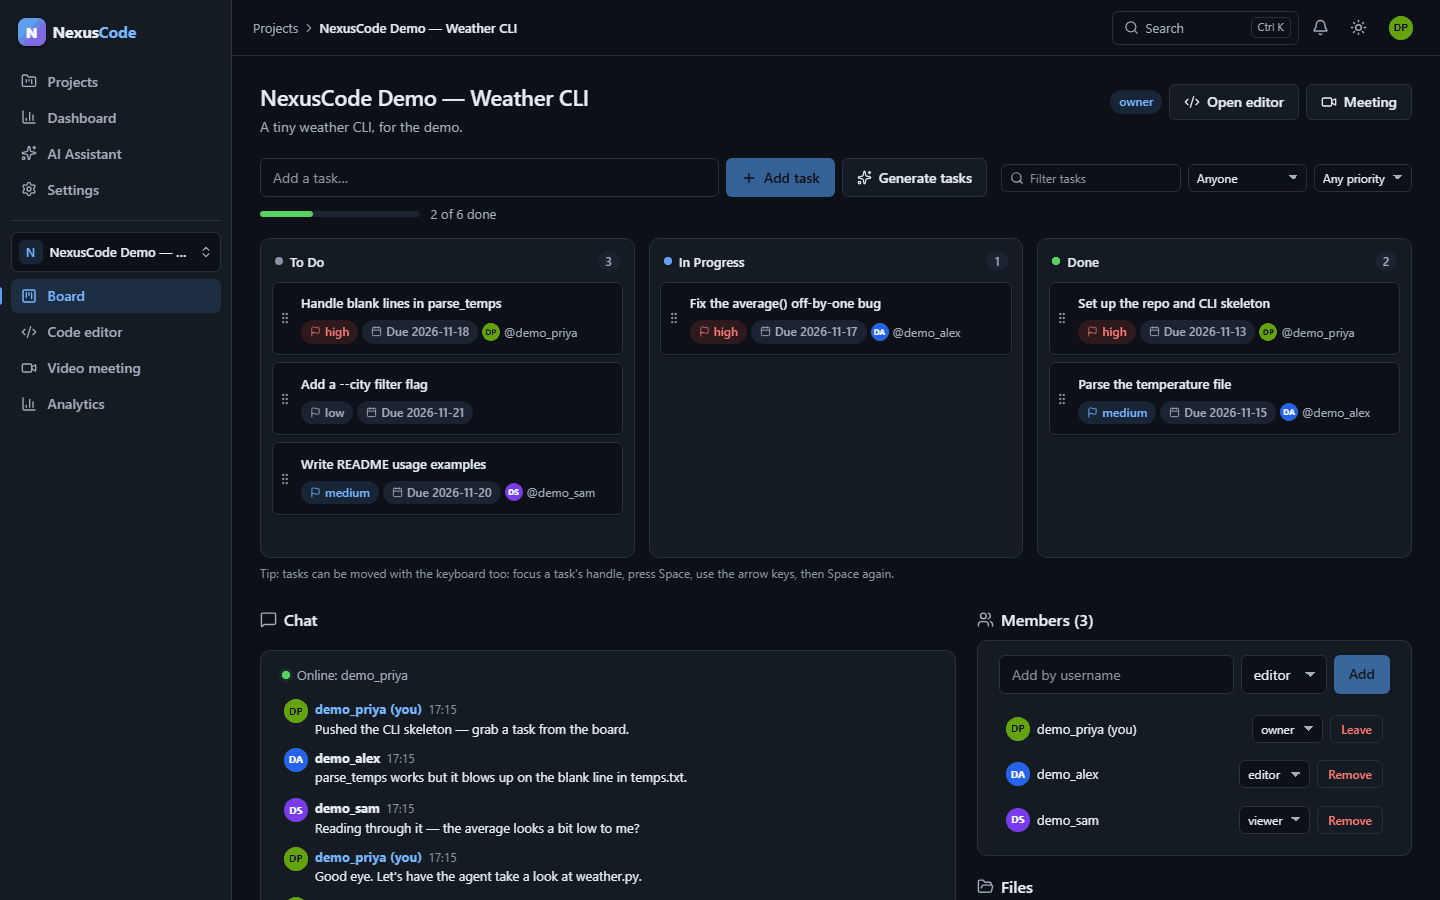 N NexusCode
Projects
Dashboard
AI Assistant
Settings
N NexusCode Demo — ...
Board
Code editor
Video meeting
Analytics
Projects > NexusCode Demo — Weather CLI
Search Ctrl K
DP
NexusCode Demo — Weather CLI
A tiny weather CLI, for the demo.
owner
</> Open editor
Meeting
Add a task...
+ Add task
Generate tasks
Filter tasks
Anyone
Any priority
2 of 6 done
To Do 3
Handle blank lines in parse_temps
high Due 2026-11-18 DP @demo_priya
Add a --city filter flag
low Due 2026-11-21
Write README usage examples
medium Due 2026-11-20 DS @demo_sam
In Progress 1
Fix the average() off-by-one bug
high Due 2026-11-17 DA @demo_alex
Done 2
Set up the repo and CLI skeleton
high Due 2026-11-13 DP @demo_priya
Parse the temperature file
medium Due 2026-11-15 DA @demo_alex
Tip: tasks can be moved with the keyboard too: focus a task's handle, press Space, use the arrow keys, then Space again.
Chat
Online: demo_priya
DP demo_priya (you) 17:15
Pushed the CLI skeleton — grab a task from the board.
DA demo_alex 17:15
parse_temps works but it blows up on the blank line in temps.txt.
DS demo_sam 17:15
Reading through it — the average looks a bit low to me?
DP demo_priya (you) 17:15
Good eye. Let's have the agent take a look at weather.py.
Members (3)
Add by username
editor
Add
DP demo_priya (you) owner Leave
DA demo_alex editor Remove
DS demo_sam viewer Remove
Files